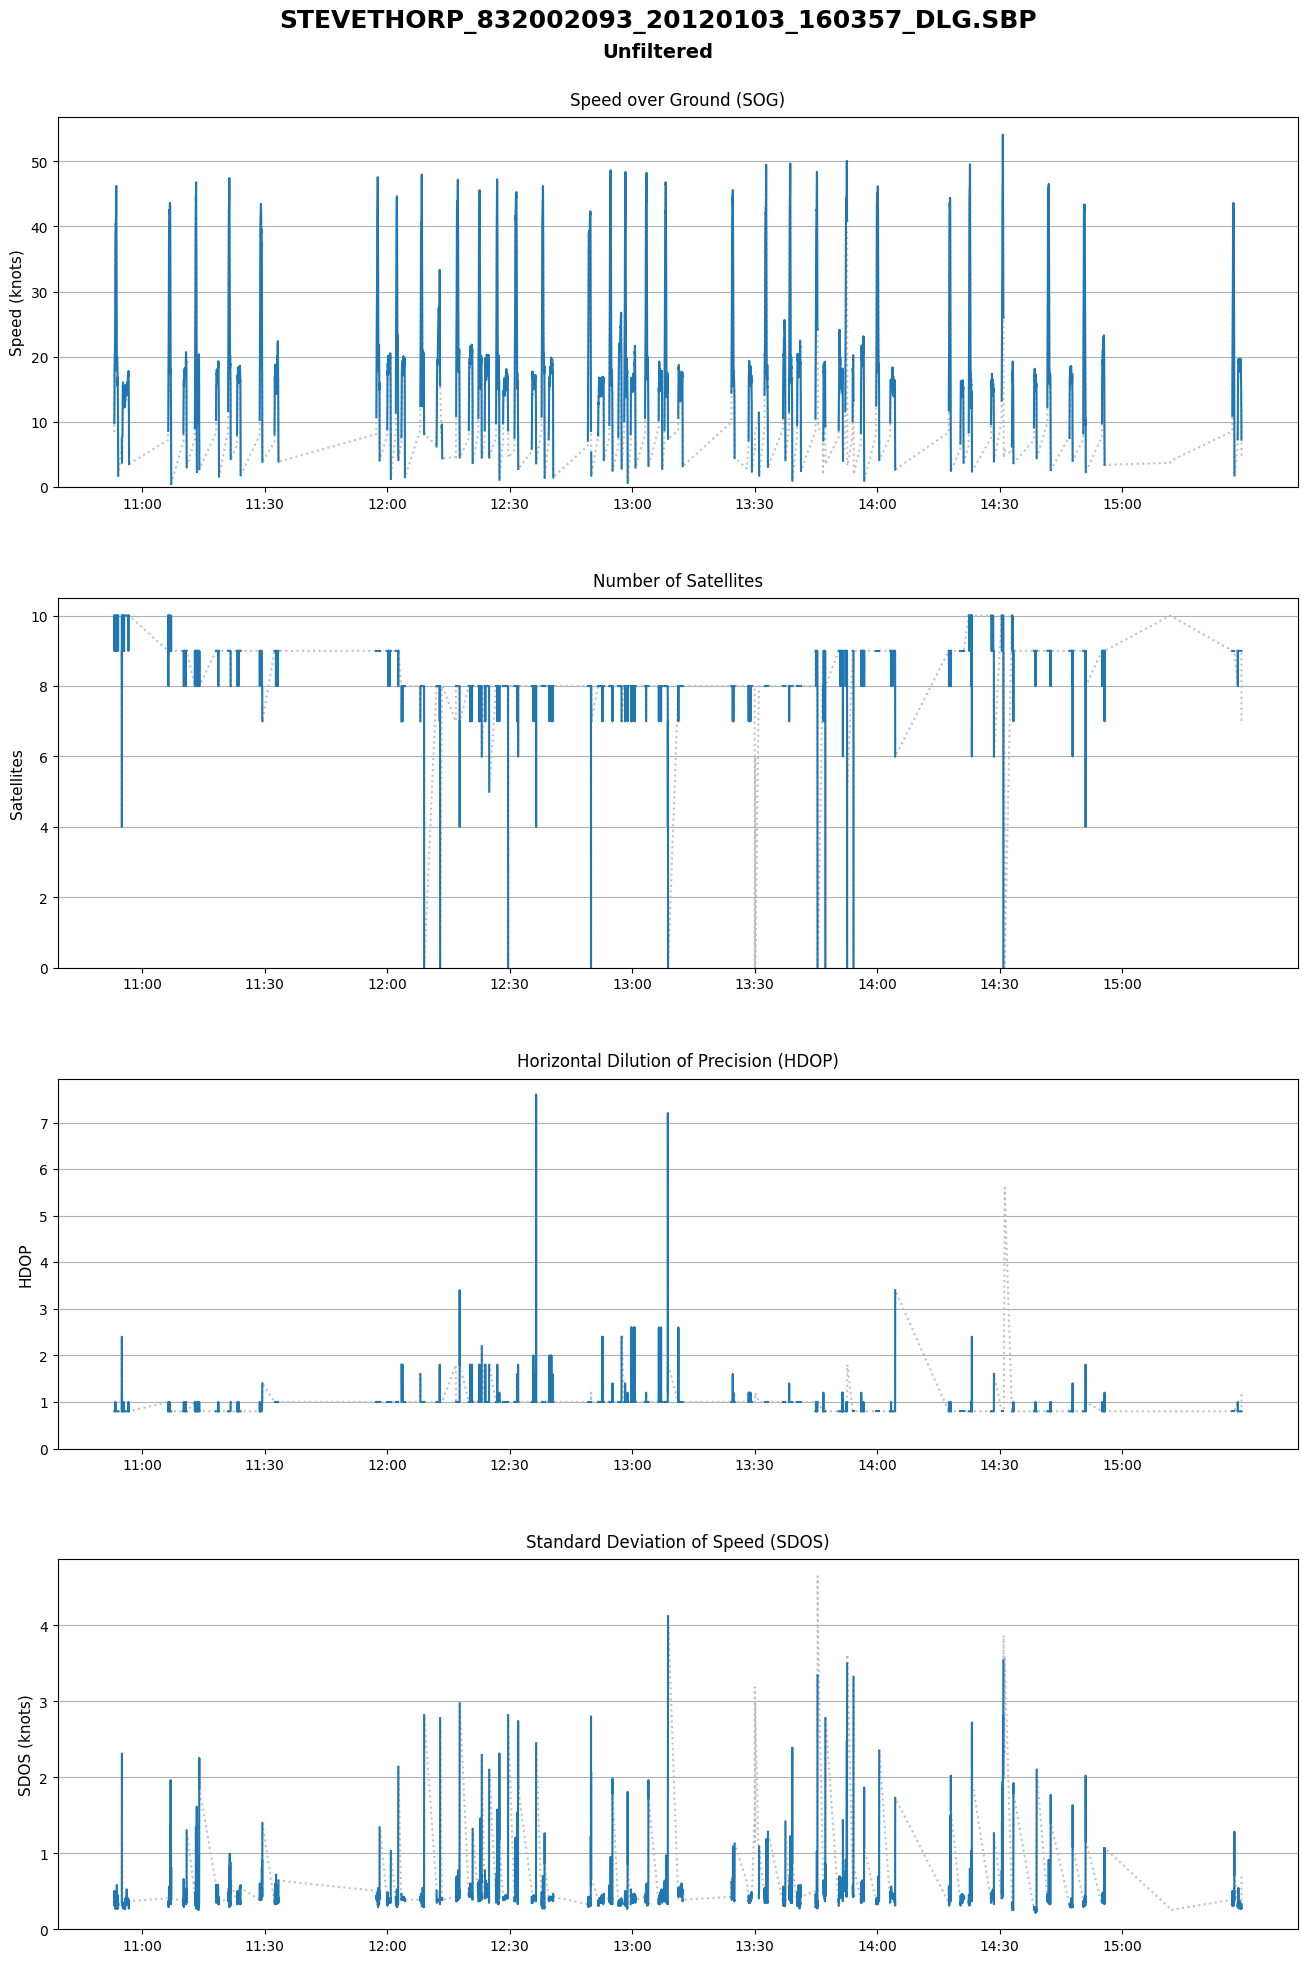 STEVETHORP_832002093_20120103_160357_DLG.SBP
Unfiltered
Speed over Ground (SOG)
Speed (knots)
50
40
30
20
10
0
11:00 11:30 12:00 12:30 13:00 13:30 14:00 14:30 15:00
Number of Satellites
Satellites
10
8
6
4
2
0
11:00 11:30 12:00 12:30 13:00 13:30 14:00 14:30 15:00
Horizontal Dilution of Precision (HDOP)
HDOP
7
6
5
4
3
2
1
0
11:00 11:30 12:00 12:30 13:00 13:30 14:00 14:30 15:00
Standard Deviation of Speed (SDOS)
SDOS (knots)
4
3
2
1
0
11:00 11:30 12:00 12:30 13:00 13:30 14:00 14:30 15:00